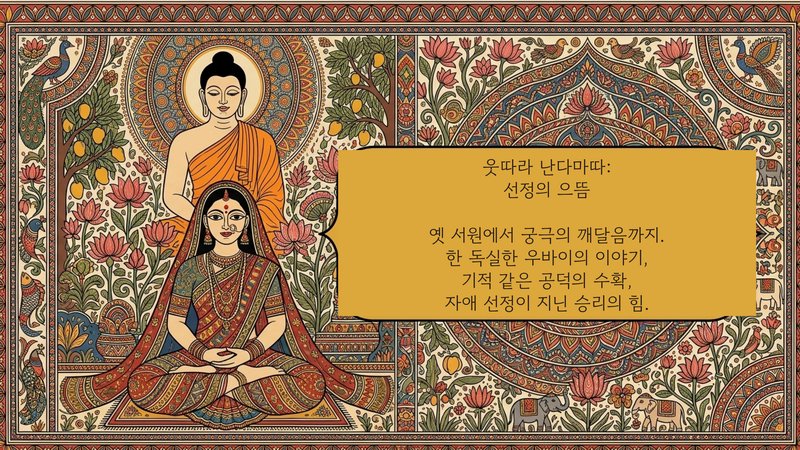 웃따라 난다마따:
선정의 으뜸
옛 서원에서 궁극의 깨달음까지.
한 독실한 우바이의 이야기,
기적 같은 공덕의 수확,
자애 선정이 지닌 승리의 힘.